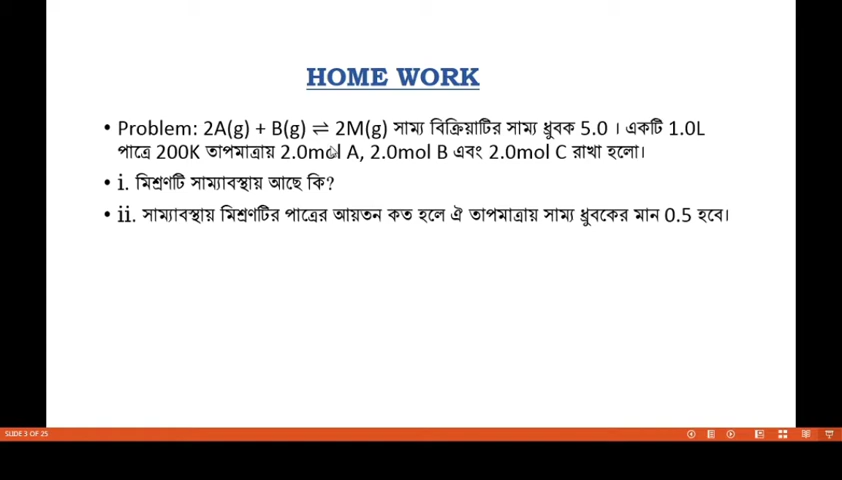 HOME WORK
• Problem: 2A(g) + B(g) ⇌ 2M(g) সাম্য বিক্রিয়াটির সাম্য ধ্রুবক 5.0 । একটি 1.0L
পাত্রে 200K তাপমাত্রায় 2.0mol A, 2.0mol B এবং 2.0mol C রাখা হলো।
• i. মিশ্রণটি সাম্যাবস্থায় আছে কি?
• ii. সাম্যাবস্থায় মিশ্রণটির পাত্রের আয়তন কত হলে ঐ তাপমাত্রায় সাম্য ধ্রুবকের মান 0.5 হবে।
SLIDE 3 OF 25